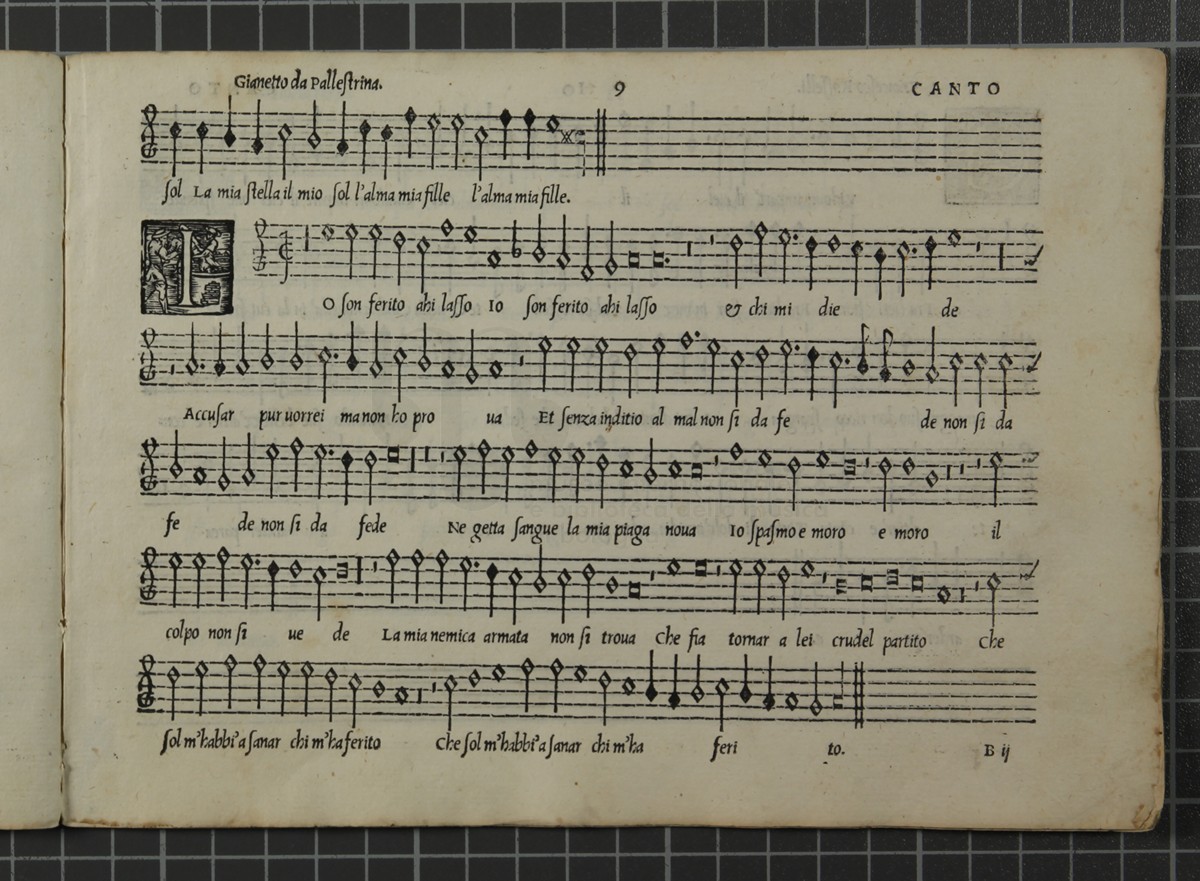 Gianetto da Pallestrina. 9 CANTO
sol La mia stella il mio sol l'alma mia fille l'alma mia fille.
IO son ferito ahi lasso Io son ferito ahi lasso & chi mi die de
Accusar pur uorrei ma non ho pro ua Et senza inditio al mal non si da fe de non si da
fe de non si da fede Ne getta sangue la mia piaga noua Io spasmo e moro e moro il
colpo non si ue de La mia nemica armata non si troua Che fia tornar a lei crudel partito Che
sol m'habbi'a sanar chi m'ha ferito Che sol m'habbi'a sanar chi m'ha feri to.
B ij